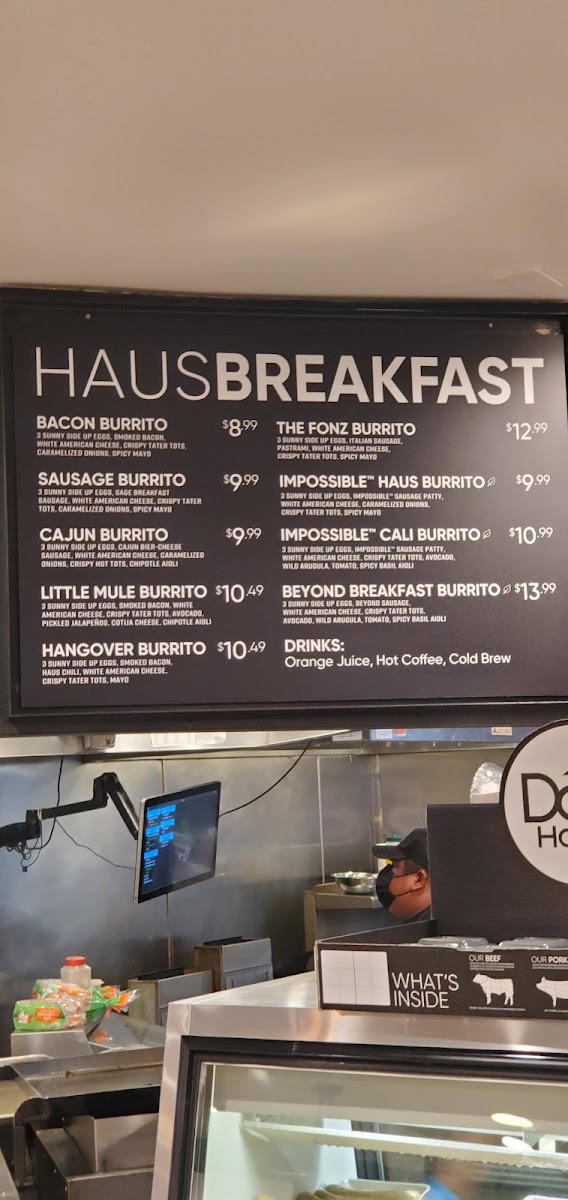 HAUSBREAKFAST
BACON BURRITO $8.99
3 SUNNY SIDE UP EGGS, SMOKED BACON,
WHITE AMERICAN CHEESE, CRISPY TATER TOTS,
CARAMELIZED ONIONS, SPICY MAYO
SAUSAGE BURRITO $9.99
3 SUNNY SIDE UP EGGS, SAGE BREAKFAST
SAUSAGE, WHITE AMERICAN CHEESE, CRISPY TATER
TOTS, CARAMELIZED ONIONS, SPICY MAYO
CAJUN BURRITO $9.99
3 SUNNY SIDE UP EGGS, CAJUN BIER-CHEESE
SAUSAGE, WHITE AMERICAN CHEESE, CARAMELIZED
ONIONS, CRISPY HOT TOTS, CHIPOTLE AIOLI
LITTLE MULE BURRITO $10.49
3 SUNNY SIDE UP EGGS, SMOKED BACON, WHITE
AMERICAN CHEESE, CRISPY TATER TOTS, AVOCADO,
PICKLED JALAPEÑOS, COTIJA CHEESE, CHIPOTLE AIOLI
HANGOVER BURRITO $10.49
3 SUNNY SIDE UP EGGS, SMOKED BACON,
HAUS CHILI, WHITE AMERICAN CHEESE,
CRISPY TATER TOTS, MAYO
THE FONZ BURRITO $12.99
3 SUNNY SIDE UP EGGS, ITALIAN SAUSAGE,
PASTRAMI, WHITE AMERICAN CHEESE,
CRISPY TATER TOTS, SPICY MAYO
IMPOSSIBLE™ HAUS BURRITO $9.99
3 SUNNY SIDE UP EGGS, IMPOSSIBLE™ SAUSAGE PATTY,
WHITE AMERICAN CHEESE, CARAMELIZED ONIONS,
CRISPY TATER TOTS, SPICY MAYO
IMPOSSIBLE™ CALI BURRITO $10.99
3 SUNNY SIDE UP EGGS, IMPOSSIBLE™ SAUSAGE PATTY,
WHITE AMERICAN CHEESE, CRISPY TATER TOTS, AVOCADO,
WILD ARUGULA, TOMATO, SPICY BASIL AIOLI
BEYOND BREAKFAST BURRITO $13.99
3 SUNNY SIDE UP EGGS, BEYOND SAUSAGE,
WHITE AMERICAN CHEESE, CRISPY TATER TOTS,
AVOCADO, WILD ARUGULA, TOMATO, SPICY BASIL AIOLI
DRINKS:
Orange Juice, Hot Coffee, Cold Brew
WHAT'S
INSIDE
OUR BEEF
OUR PORK